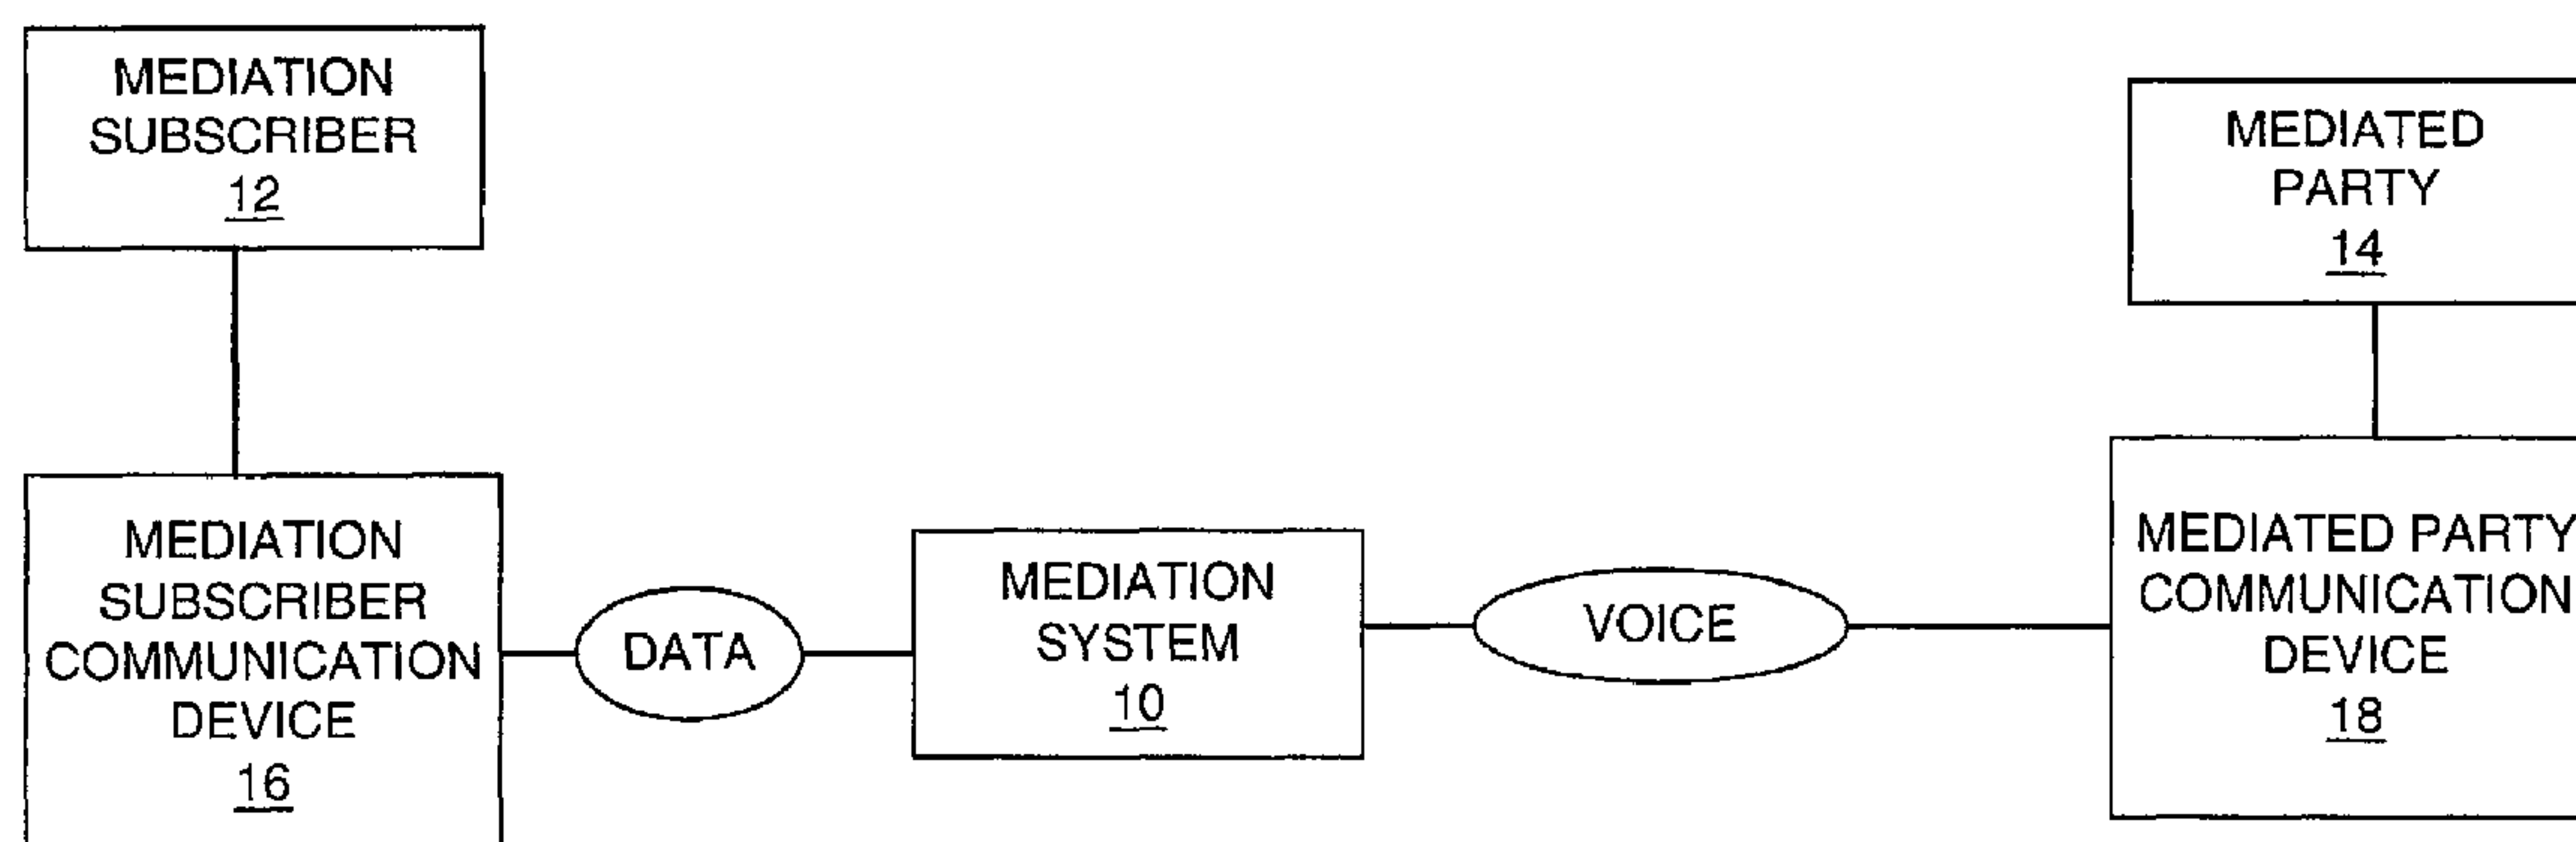 MEDIATION
SUBSCRIBER
12
MEDIATED
PARTY
14
MEDIATION
SUBSCRIBER
COMMUNICATION
DEVICE
16
DATA
MEDIATION
SYSTEM
10
VOICE
MEDIATED PARTY
COMMUNICATION
DEVICE
18